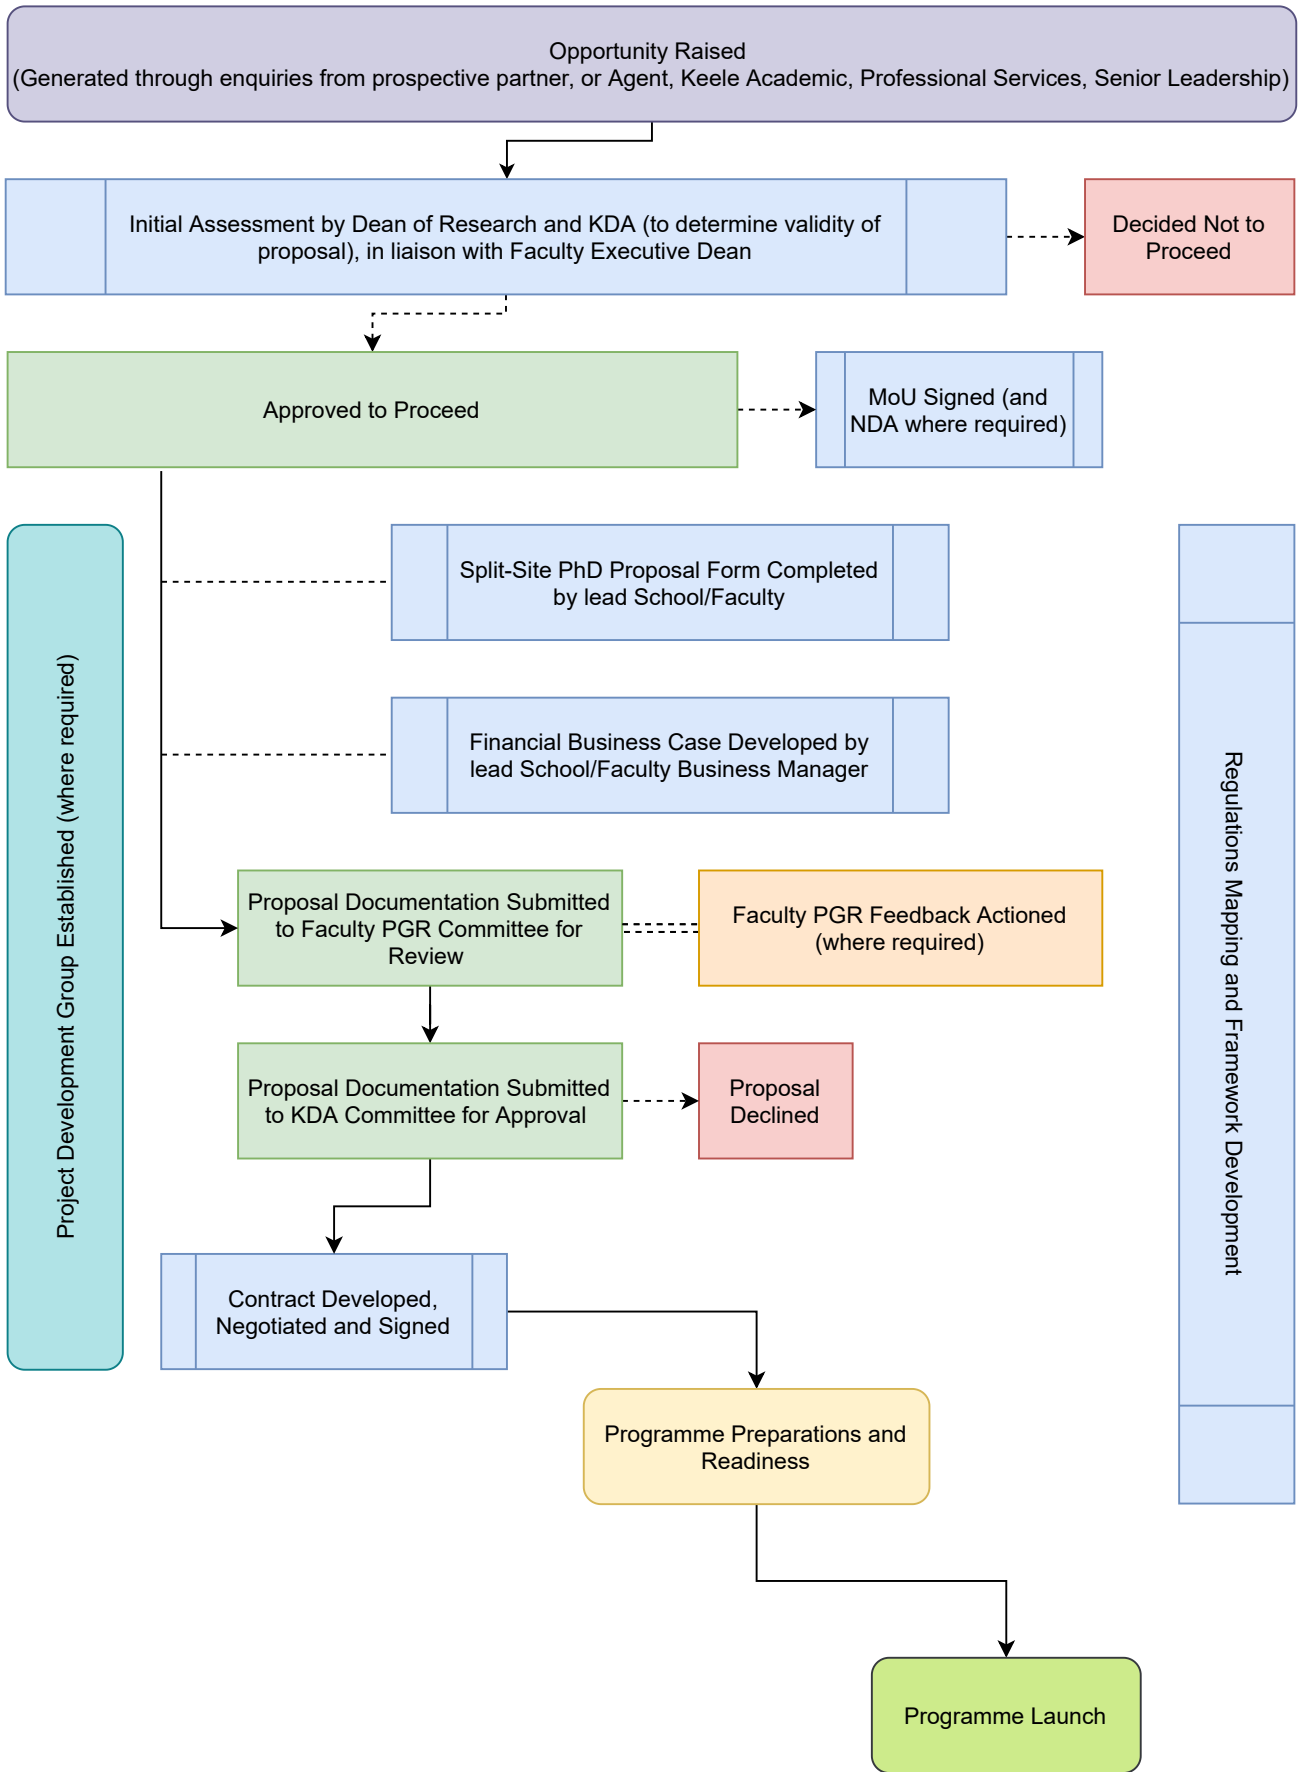 Opportunity Raised
(Generated through enquiries from prospective partner, or Agent, Keele Academic, Professional Services, Senior Leadership)
Initial Assessment by Dean of Research and KDA (to determine validity of
proposal), in liaison with Faculty Executive Dean
Decided Not to
Proceed
Approved to Proceed
MoU Signed (and
NDA where required)
Project Development Group Established (where required)
Split-Site PhD Proposal Form Completed
by lead School/Faculty
Financial Business Case Developed by
lead School/Faculty Business Manager
Regulations Mapping and Framework Development
Proposal Documentation Submitted
to Faculty PGR Committee for
Review
Faculty PGR Feedback Actioned
(where required)
Proposal Documentation Submitted
to KDA Committee for Approval
Proposal
Declined
Contract Developed,
Negotiated and Signed
Programme Preparations and
Readiness
Programme Launch